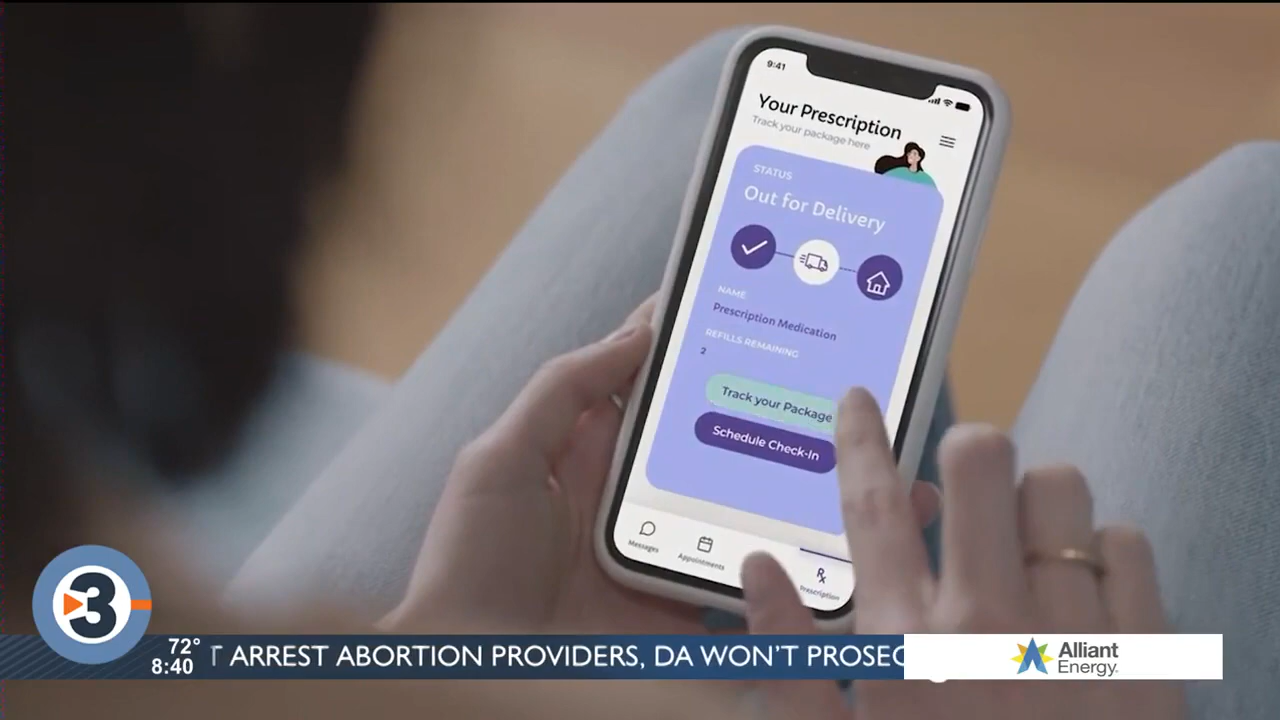 9:41
Your Prescription
Track your package here
STATUS
Out for Delivery
NAME
Prescription Medication
REFILLS REMAINING
2
Track your Package
Schedule Check-In
Messages
Appointments
Prescription
3
72°
8:40
T ARREST ABORTION PROVIDERS, DA WON'T PROSEC
Alliant
Energy